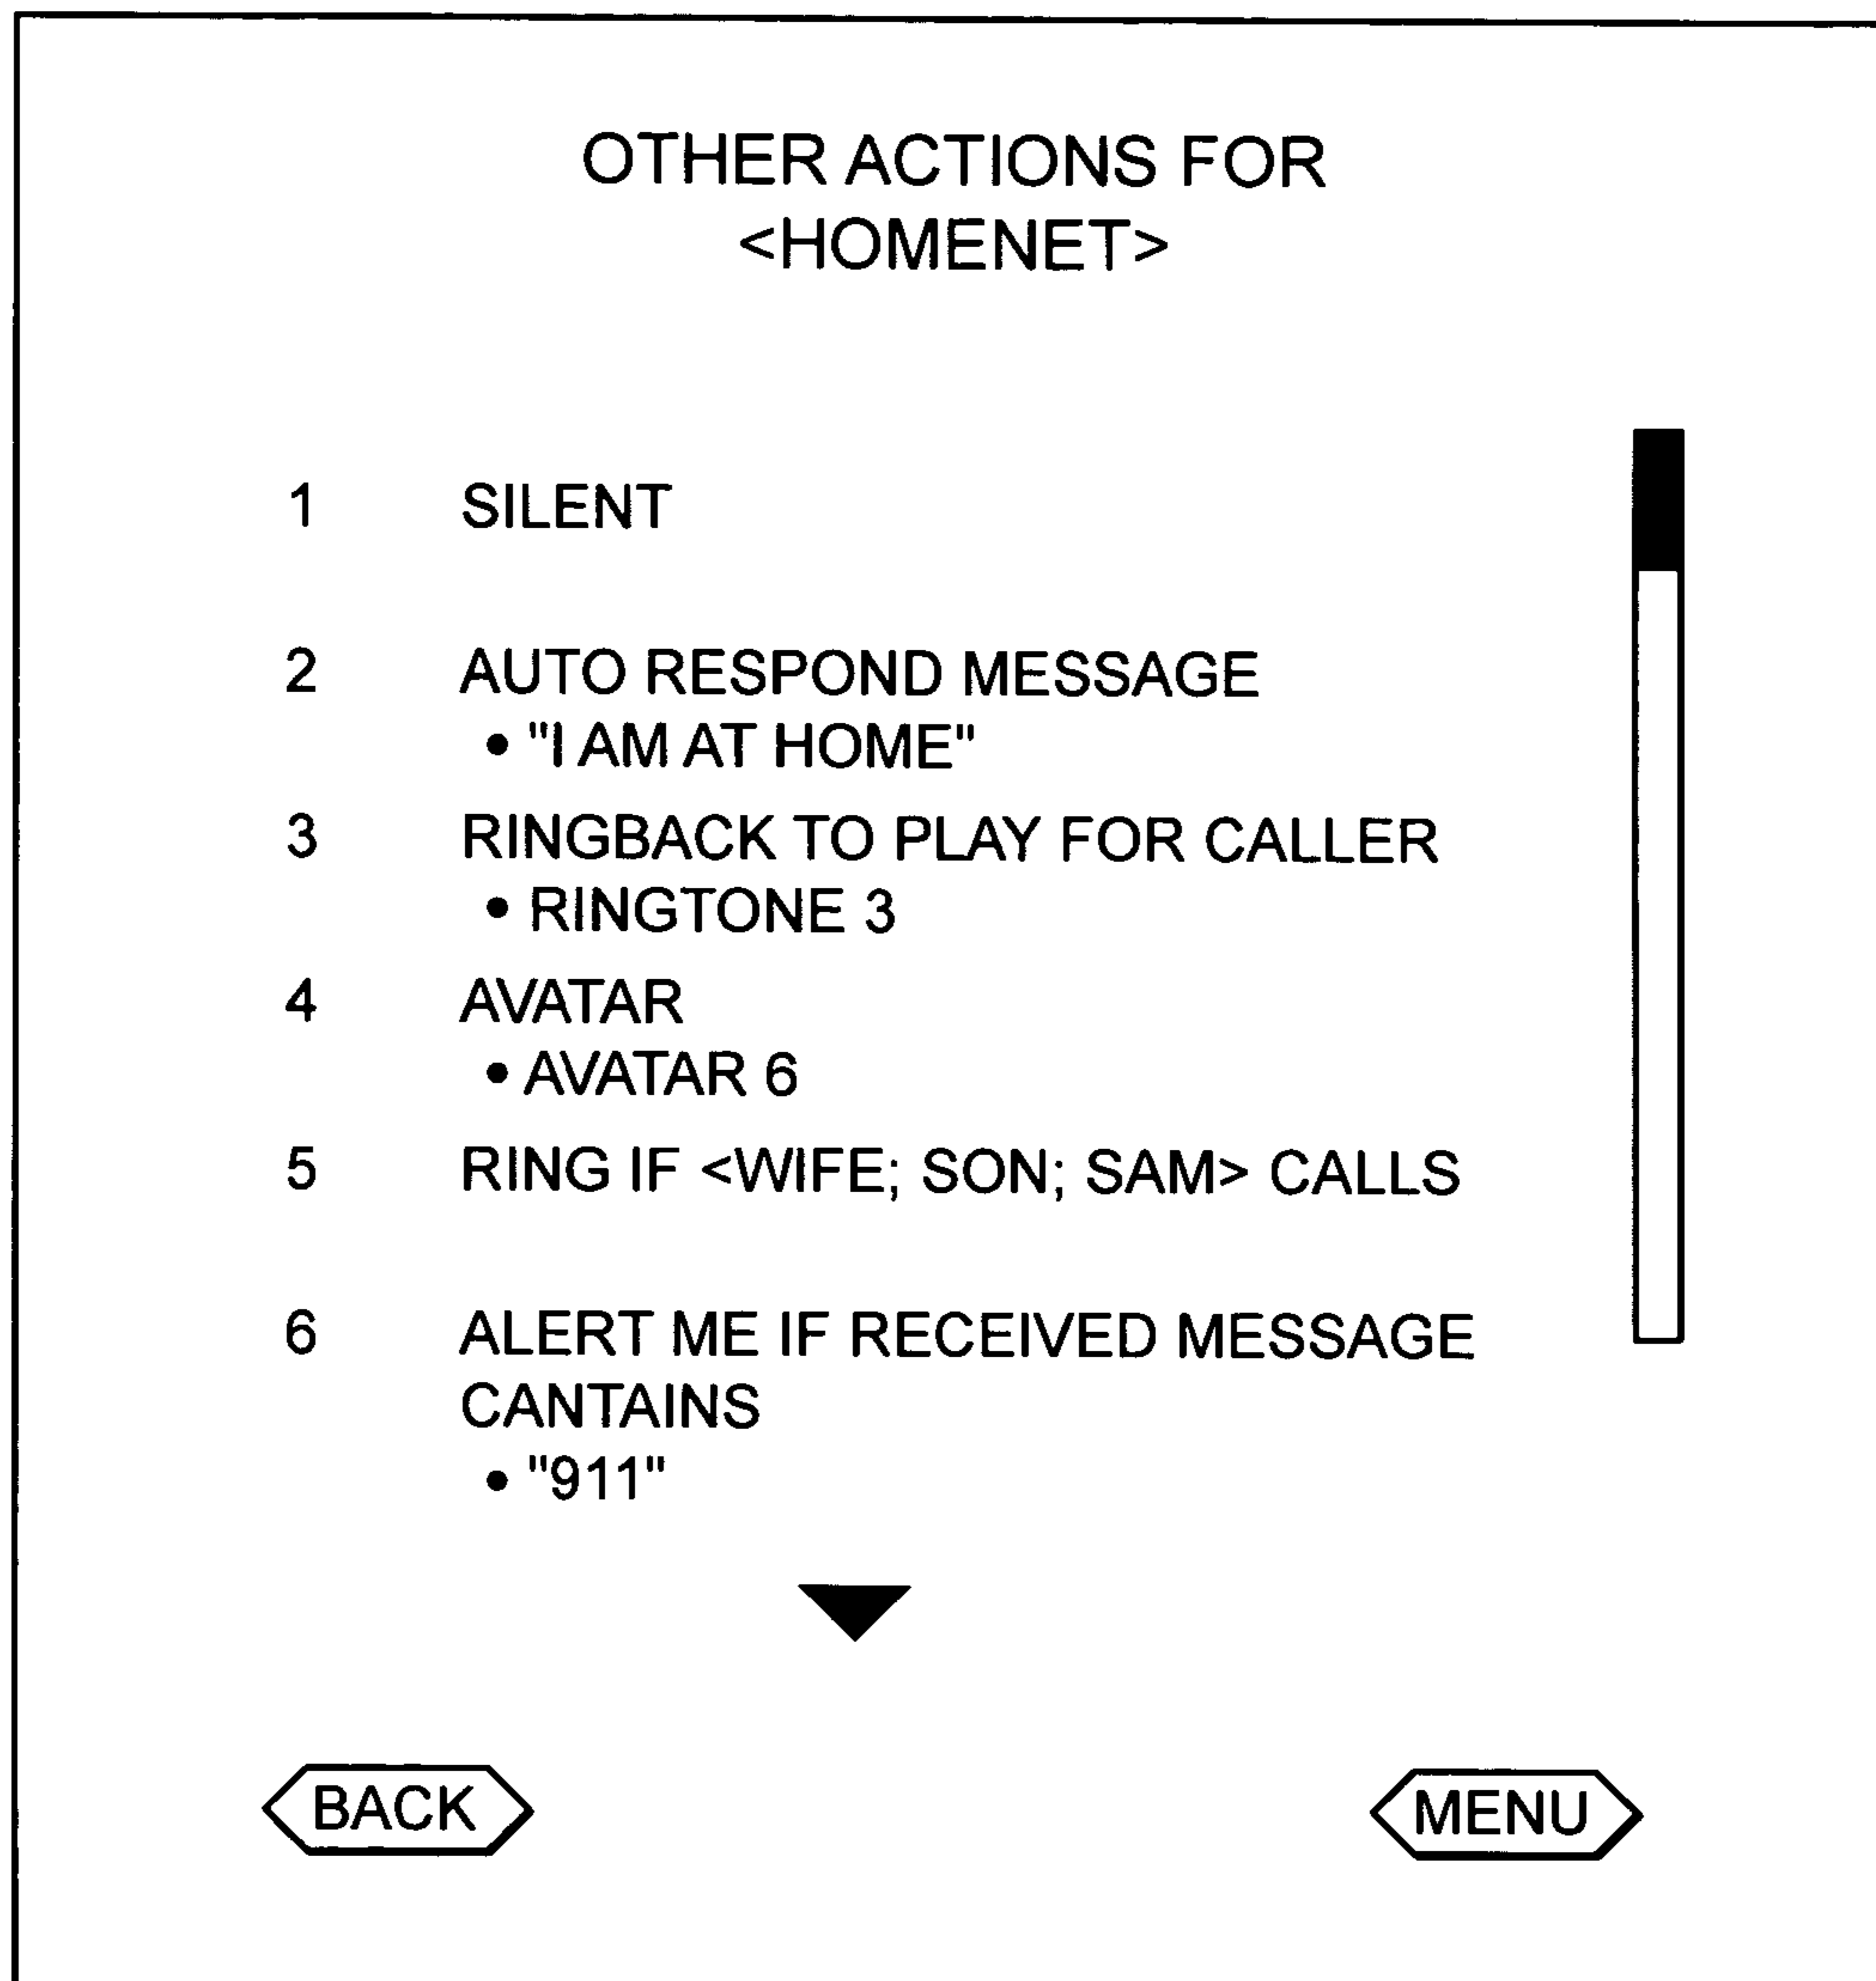 OTHER ACTIONS FOR
<HOMENET>
1 SILENT
2 AUTO RESPOND MESSAGE
• "I AM AT HOME"
3 RINGBACK TO PLAY FOR CALLER
• RINGTONE 3
4 AVATAR
• AVATAR 6
5 RING IF <WIFE; SON; SAM> CALLS
6 ALERT ME IF RECEIVED MESSAGE
CANTAINS
• "911"
BACK
MENU